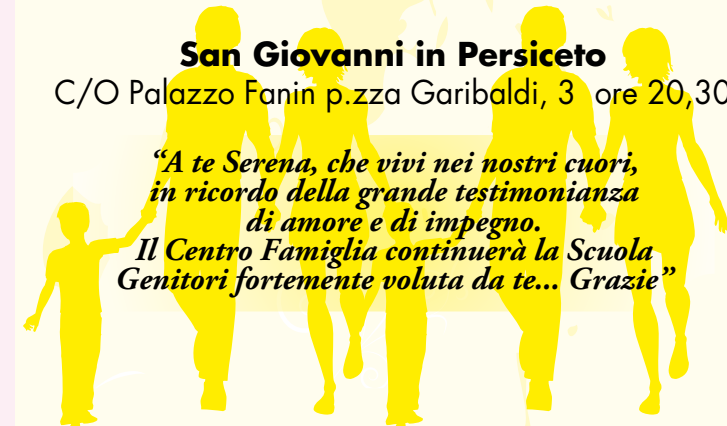 San Giovanni in Persiceto
C/O Palazzo Fanin p.zza Garibaldi, 3 ore 20,30
“A te Serena, che vivi nei nostri cuori,
in ricordo della grande testimonianza
di amore e di impegno.
Il Centro Famiglia continuerà la Scuola
Genitori fortemente voluta da te... Grazie”